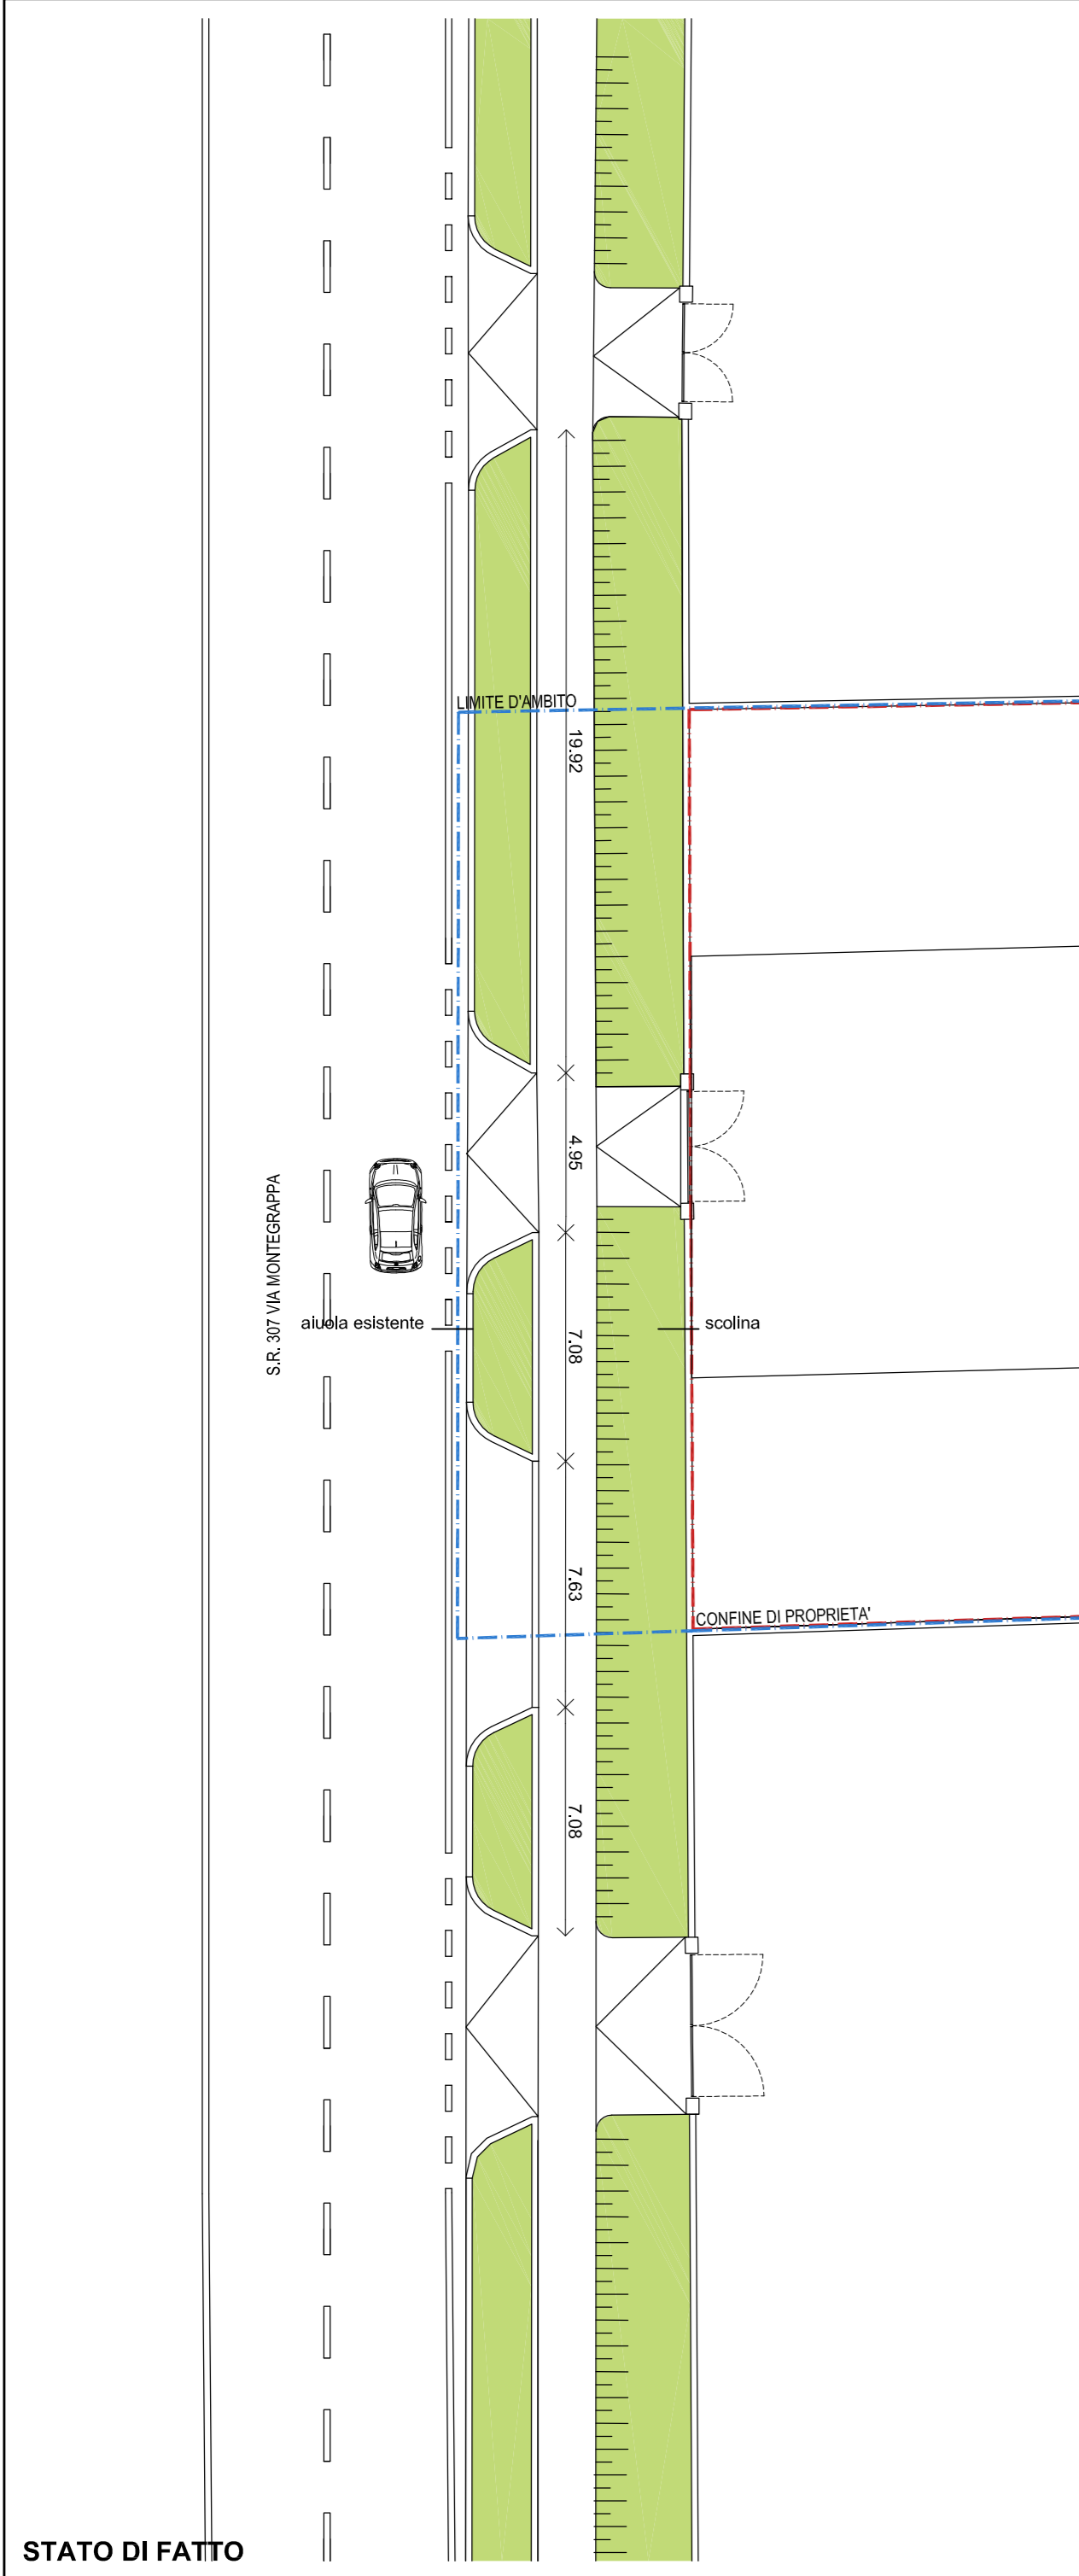 LIMITE D'AMBITO
19.92
4.95
S.R. 307 VIA MONTEGRAPPA
aiuola esistente
7.08
scolina
7.63
CONFINE DI PROPRIETA'
7.08
STATO DI FATTO